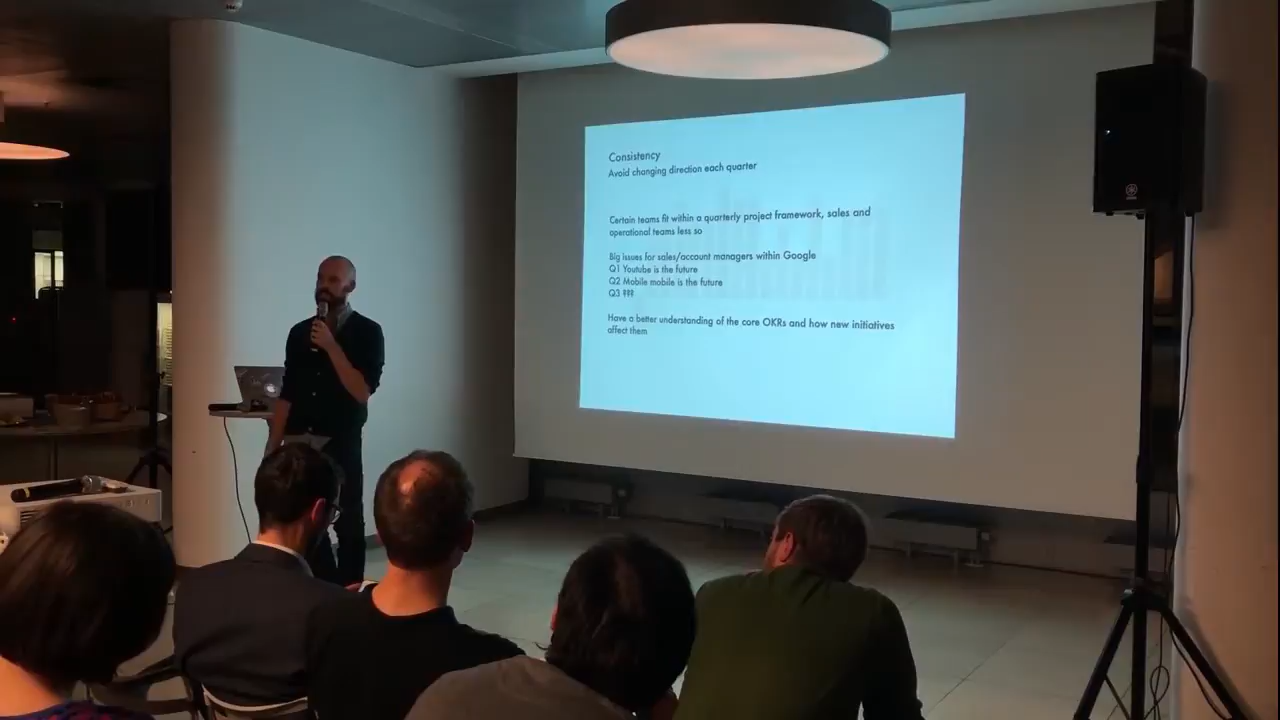 Consistency
Avoid changing direction each quarter
Certain teams fit within a quarterly project framework, sales and
operational teams less so
Big issues for sales/account managers within Google
Q1 Youtube is the future
Q2 Mobile mobile is the future
Q3 ???
Have a better understanding of the core OKRs and how new initiatives
affect them